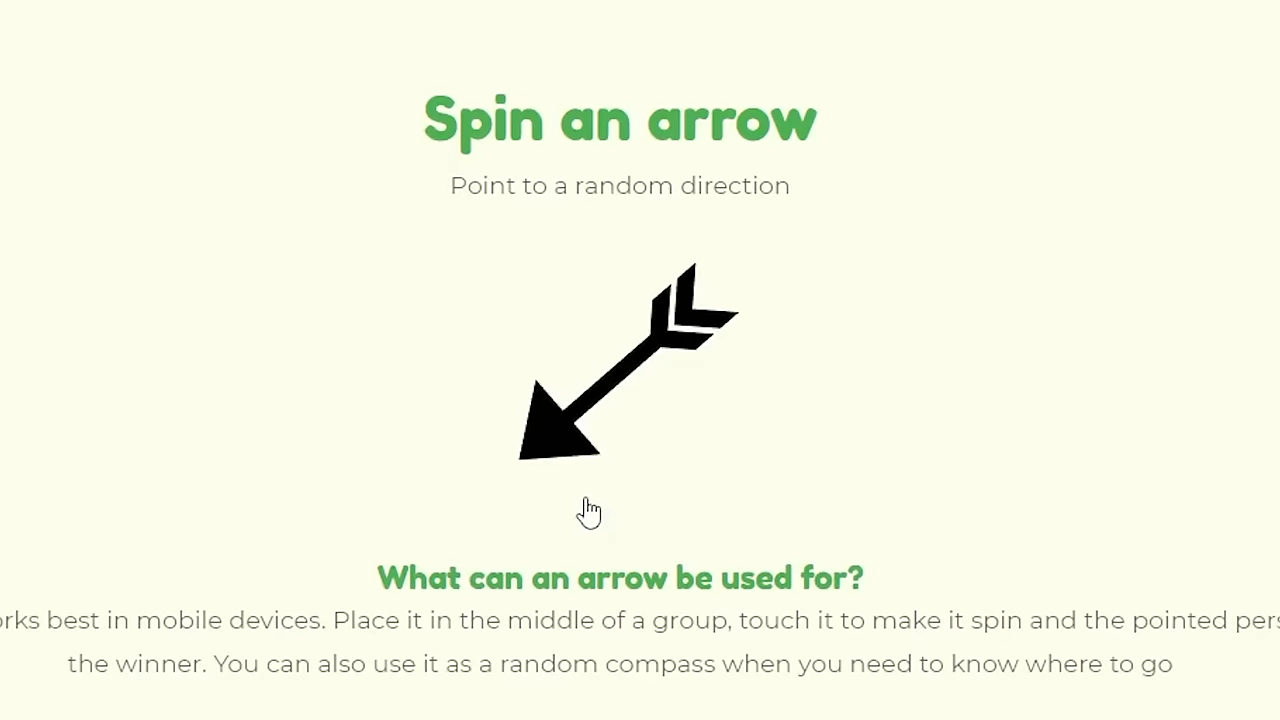 Spin an arrow
Point to a random direction
What can an arrow be used for?
best in mobile devices. Place it in the middle of a group, touch it to make it spin and the pointed
the winner. You can also use it as a random compass when you need to know where to go